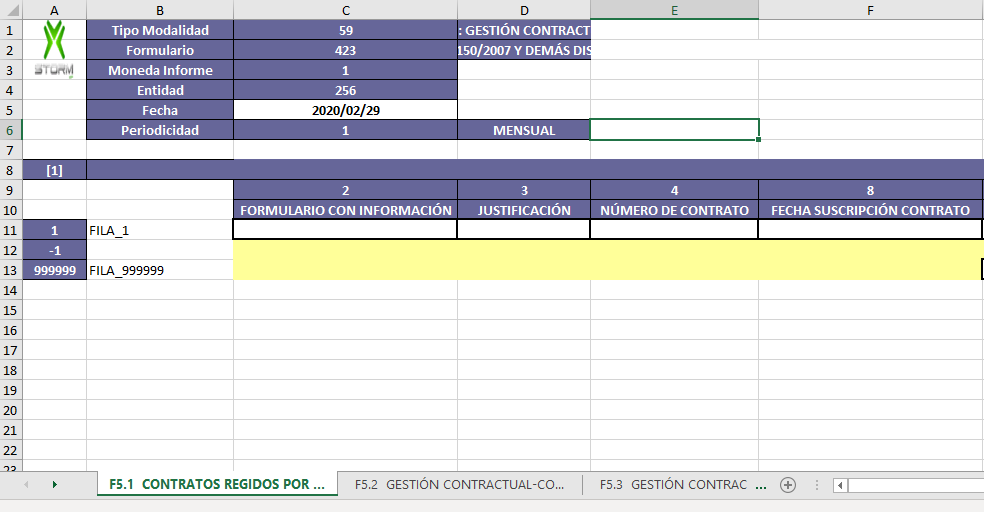 A B C D E F
1 Tipo Modalidad 59 : GESTIÓN CONTRACT
2 Formulario 423 150/2007 Y DEMÁS DIS
3 STORM Moneda Informe 1
4 Entidad 256
5 Fecha 2020/02/29
6 Periodicidad 1 MENSUAL
7
8 [1]
9 2 3 4 8
10 FORMULARIO CON INFORMACIÓN JUSTIFICACIÓN NÚMERO DE CONTRATO FECHA SUSCRIPCIÓN CONTRATO
11 1 FILA_1
12 -1
13 999999 FILA_999999
14
15
16
17
18
19
20
21
22
23
F5.1 CONTRATOS REGIDOS POR ... F5.2 GESTIÓN CONTRACTUAL-CO... F5.3 GESTIÓN CONTRAC ...